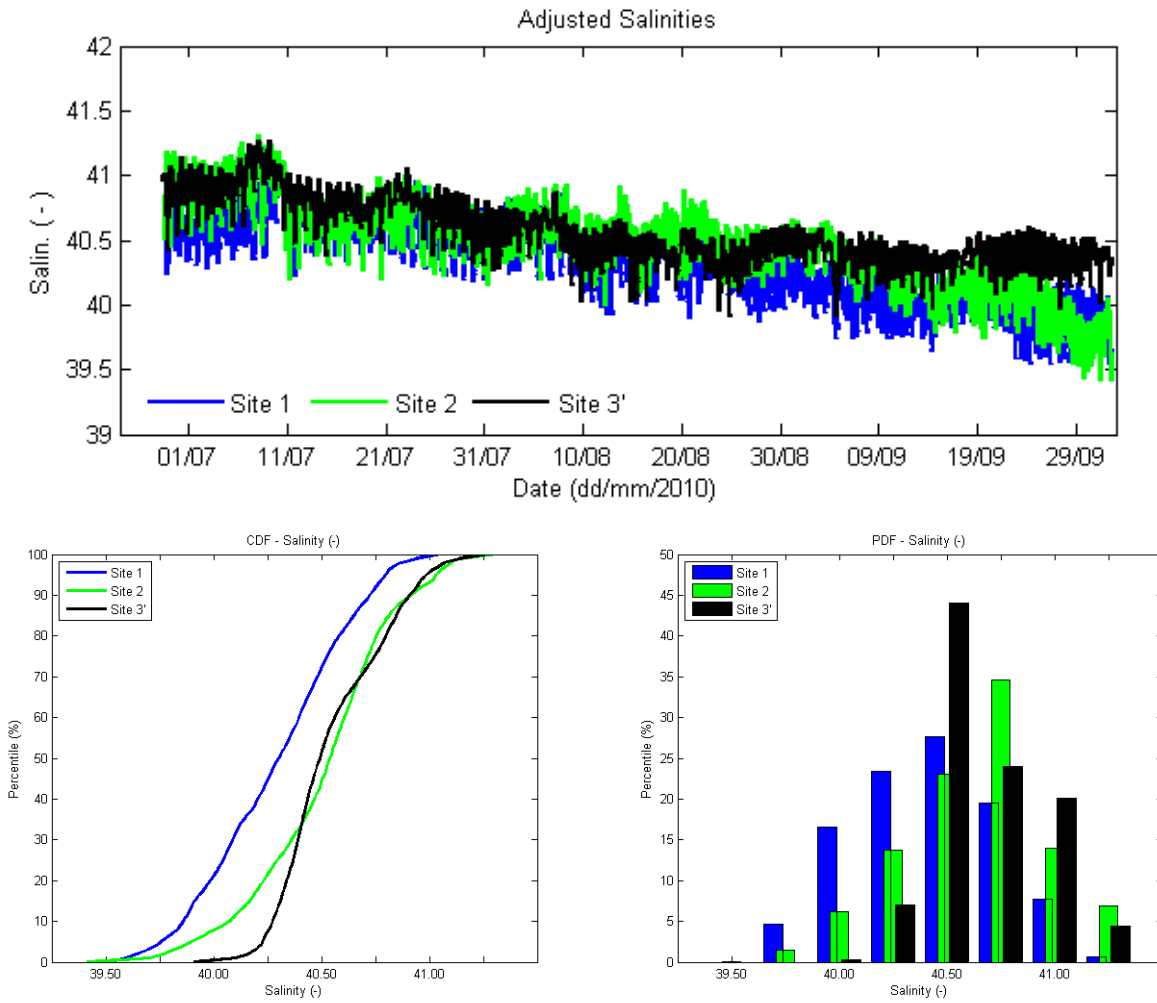 Adjusted Salinities
42
41.5
41
40.5
40
39.5
39
Salin. ( - )
Site 1 Site 2 Site 3'
01/07 11/07 21/07 31/07 10/08 20/08 30/08 09/09 19/09 29/09
Date (dd/mm/2010)
CDF - Salinity (-)
100
90
80
70
60
50
40
30
20
10
0
Percentile (%)
Site 1
Site 2
Site 3'
39.50 40.00 40.50 41.00
Salinity (-)
PDF - Salinity (-)
50
45
40
35
30
25
20
15
10
5
0
Percentile (%)
Site 1
Site 2
Site 3'
39.50 40.00 40.50 41.00
Salinity (-)